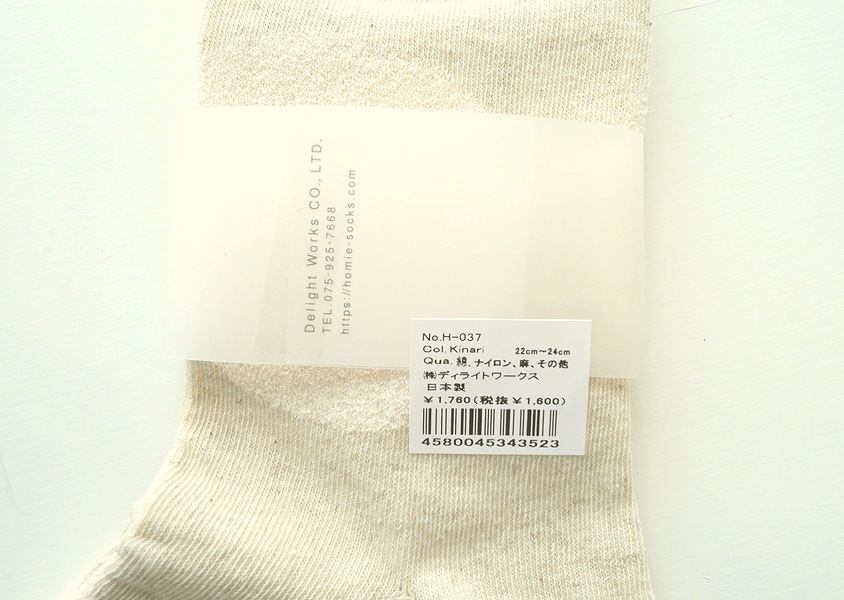 Delight Works CO., LTD.
TEL.075-925-7668
https://homie-socks.com
No.H-037
Col.Kinari 22cm～24cm
Qua.綿、ナイロン、麻、その他
㈱ディライトワークス
日本製
￥1,760(税抜￥1,600)
4580045343523